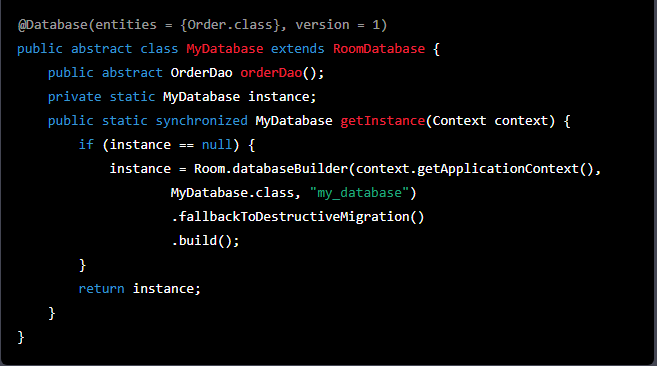 @Database(entities = {Order.class}, version = 1)
public abstract class MyDatabase extends RoomDatabase {
    public abstract OrderDao orderDao();
    private static MyDatabase instance;
    public static synchronized MyDatabase getInstance(Context context) {
        if (instance == null) {
            instance = Room.databaseBuilder(context.getApplicationContext(),
                    MyDatabase.class, "my_database")
                    .fallbackToDestructiveMigration()
                    .build();
        }
        return instance;
    }
}